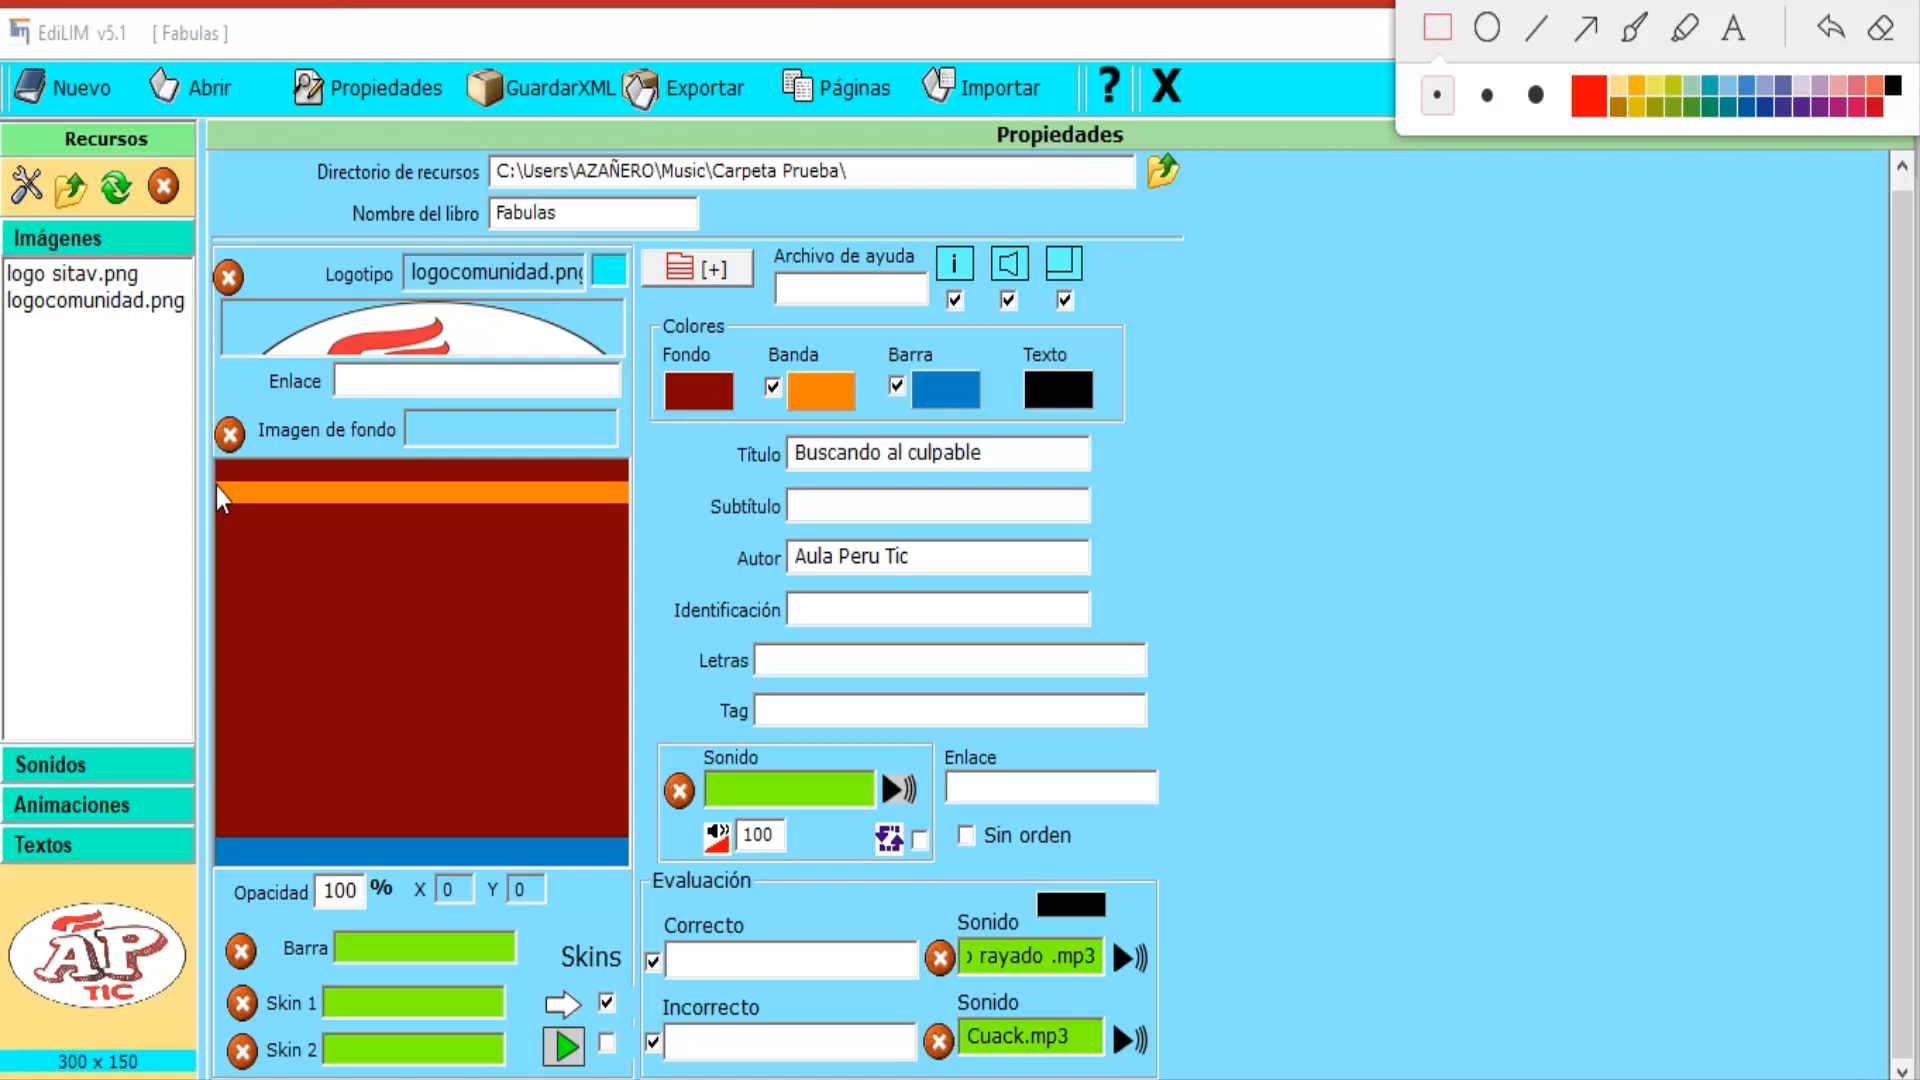 EdiLIM v5.1 [ Fabulas ]
Nuevo Abrir Propiedades GuardarXML Exportar Páginas Importar ? X
A
Recursos
Propiedades
Directorio de recursos C:\Users\AZAÑERO\Music\Carpeta Prueba\
Nombre del libro Fabulas
Imágenes
logo sitav.png
logocomunidad.png
Logotipo logocomunidad.png
Enlace
Imagen de fondo
[+]
Archivo de ayuda
i
Colores
Fondo Banda Barra Texto
Título Buscando al culpable
Subtítulo
Autor Aula Peru Tic
Identificación
Letras
Tag
Sonido
100
Enlace
Sin orden
Sonidos
Animaciones
Textos
AP
TIC
300 x 150
Opacidad 100 % X 0 Y 0
Barra
Skins
Skin 1
Skin 2
Evaluación
Correcto
Sonido
rayado .mp3
Incorrecto
Sonido
Cuack.mp3